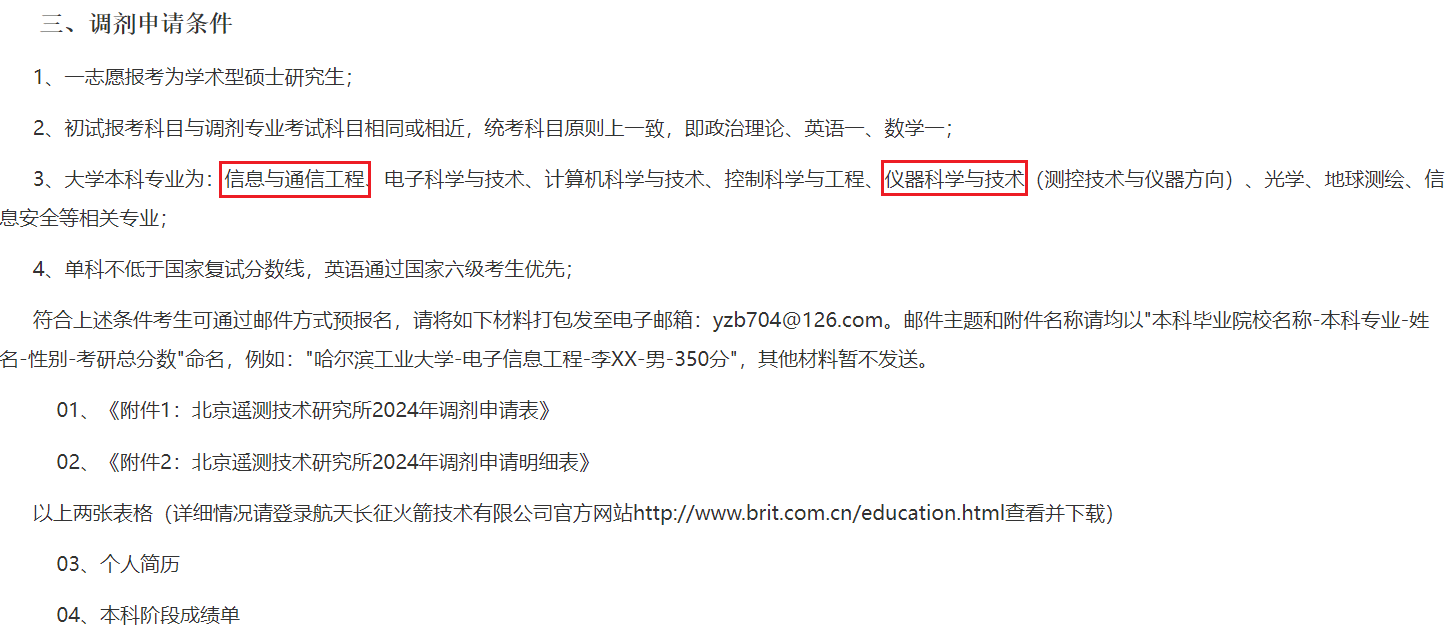 三、调剂申请条件
1、一志愿报考为学术型硕士研究生；
2、初试报考科目与调剂专业考试科目相同或相近，统考科目原则上一致，即政治理论、英语一、数学一；
3、大学本科专业为：信息与通信工程、电子科学与技术、计算机科学与技术、控制科学与工程、仪器科学与技术（测控技术与仪器方向）、光学、地球测绘、信
息安全等相关专业；
4、单科不低于国家复试分数线，英语通过国家六级考生优先；
符合上述条件考生可通过邮件方式预报名，请将如下材料打包发至电子邮箱：yzb704@126.com。邮件主题和附件名称请均以"本科毕业院校名称-本科专业-姓
名-性别-考研总分数"命名，例如："哈尔滨工业大学-电子信息工程-李XX-男-350分"，其他材料暂不发送。
01、《附件1：北京遥测技术研究所2024年调剂申请表》
02、《附件2：北京遥测技术研究所2024年调剂申请明细表》
以上两张表格（详细情况请登录航天长征火箭技术有限公司官方网站http://www.brit.com.cn/education.html查看并下载）
03、个人简历
04、本科阶段成绩单